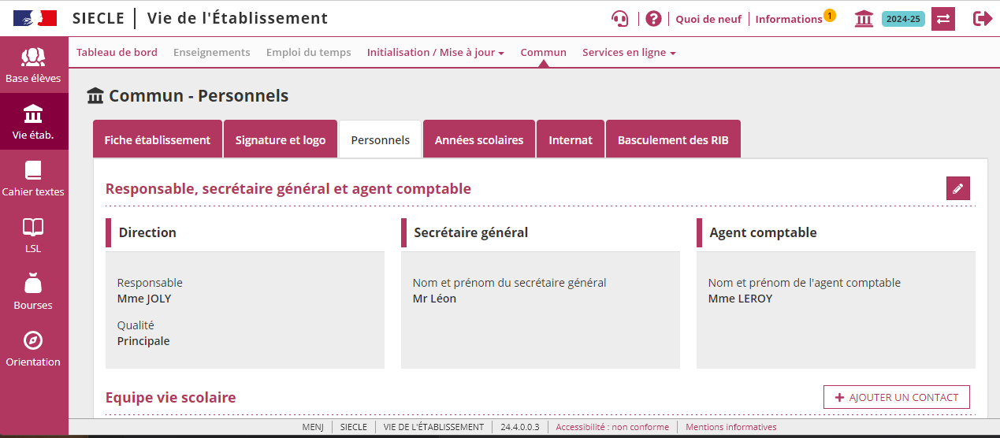 SIECLE | Vie de l'Établissement
Quoi de neuf
Informations 1
2024-25
Tableau de bord
Enseignements
Emploi du temps
Initialisation / Mise à jour
Commun
Services en ligne
Base élèves
Vie étab.
Cahier textes
LSL
Bourses
Orientation
Commun - Personnels
Fiche établissement
Signature et logo
Personnels
Années scolaires
Internat
Basculement des RIB
Responsable, secrétaire général et agent comptable
Direction
Responsable
Mme JOLY
Qualité
Principale
Secrétaire général
Nom et prénom du secrétaire général
Mr Léon
Agent comptable
Nom et prénom de l'agent comptable
Mme LEROY
Equipe vie scolaire
+ AJOUTER UN CONTACT
MENJ | SIECLE | VIE DE L'ÉTABLISSEMENT | 24.4.0.0.3 | Accessibilité : non conforme | Mentions informatives